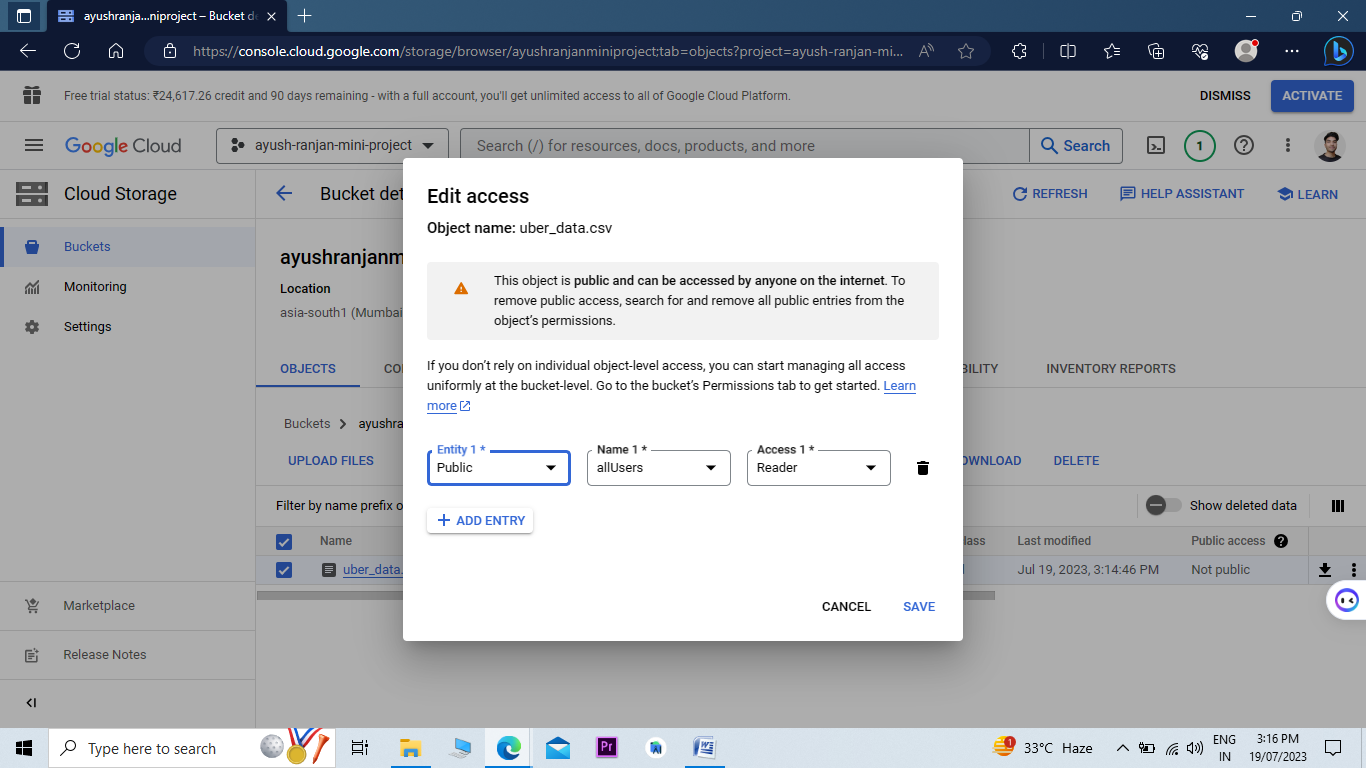 ayushranja...niproject – Bucket de
https://console.cloud.google.com/storage/browser/ayushranjanminiproject;tab=objects?project=ayush-ranjan-mi...
Free trial status: ₹24,617.26 credit and 90 days remaining - with a full account, you'll get unlimited access to all of Google Cloud Platform.
DISMISS
ACTIVATE
Google Cloud
ayush-ranjan-mini-project
Search (/) for resources, docs, products, and more
Search
1
Cloud Storage
Bucket det
REFRESH
HELP ASSISTANT
LEARN
Buckets
Monitoring
Settings
Marketplace
Release Notes
ayushranjanm
Location
asia-south1 (Mumbai
OBJECTS
CO
BILITY
INVENTORY REPORTS
Buckets
ayushra
UPLOAD FILES
OWNLOAD
DELETE
Filter by name prefix o
Show deleted data
Name
lass
Last modified
Public access
uber_data.
Jul 19, 2023, 3:14:46 PM
Not public
Edit access
Object name: uber_data.csv
This object is public and can be accessed by anyone on the internet. To
remove public access, search for and remove all public entries from the
object's permissions.
If you don't rely on individual object-level access, you can start managing all access
uniformly at the bucket-level. Go to the bucket's Permissions tab to get started. Learn
more
Entity 1 *
Public
Name 1 *
allUsers
Access 1 *
Reader
ADD ENTRY
CANCEL
SAVE
Type here to search
Pr
1
33°C Haze
ENG
IN
3:16 PM
19/07/2023